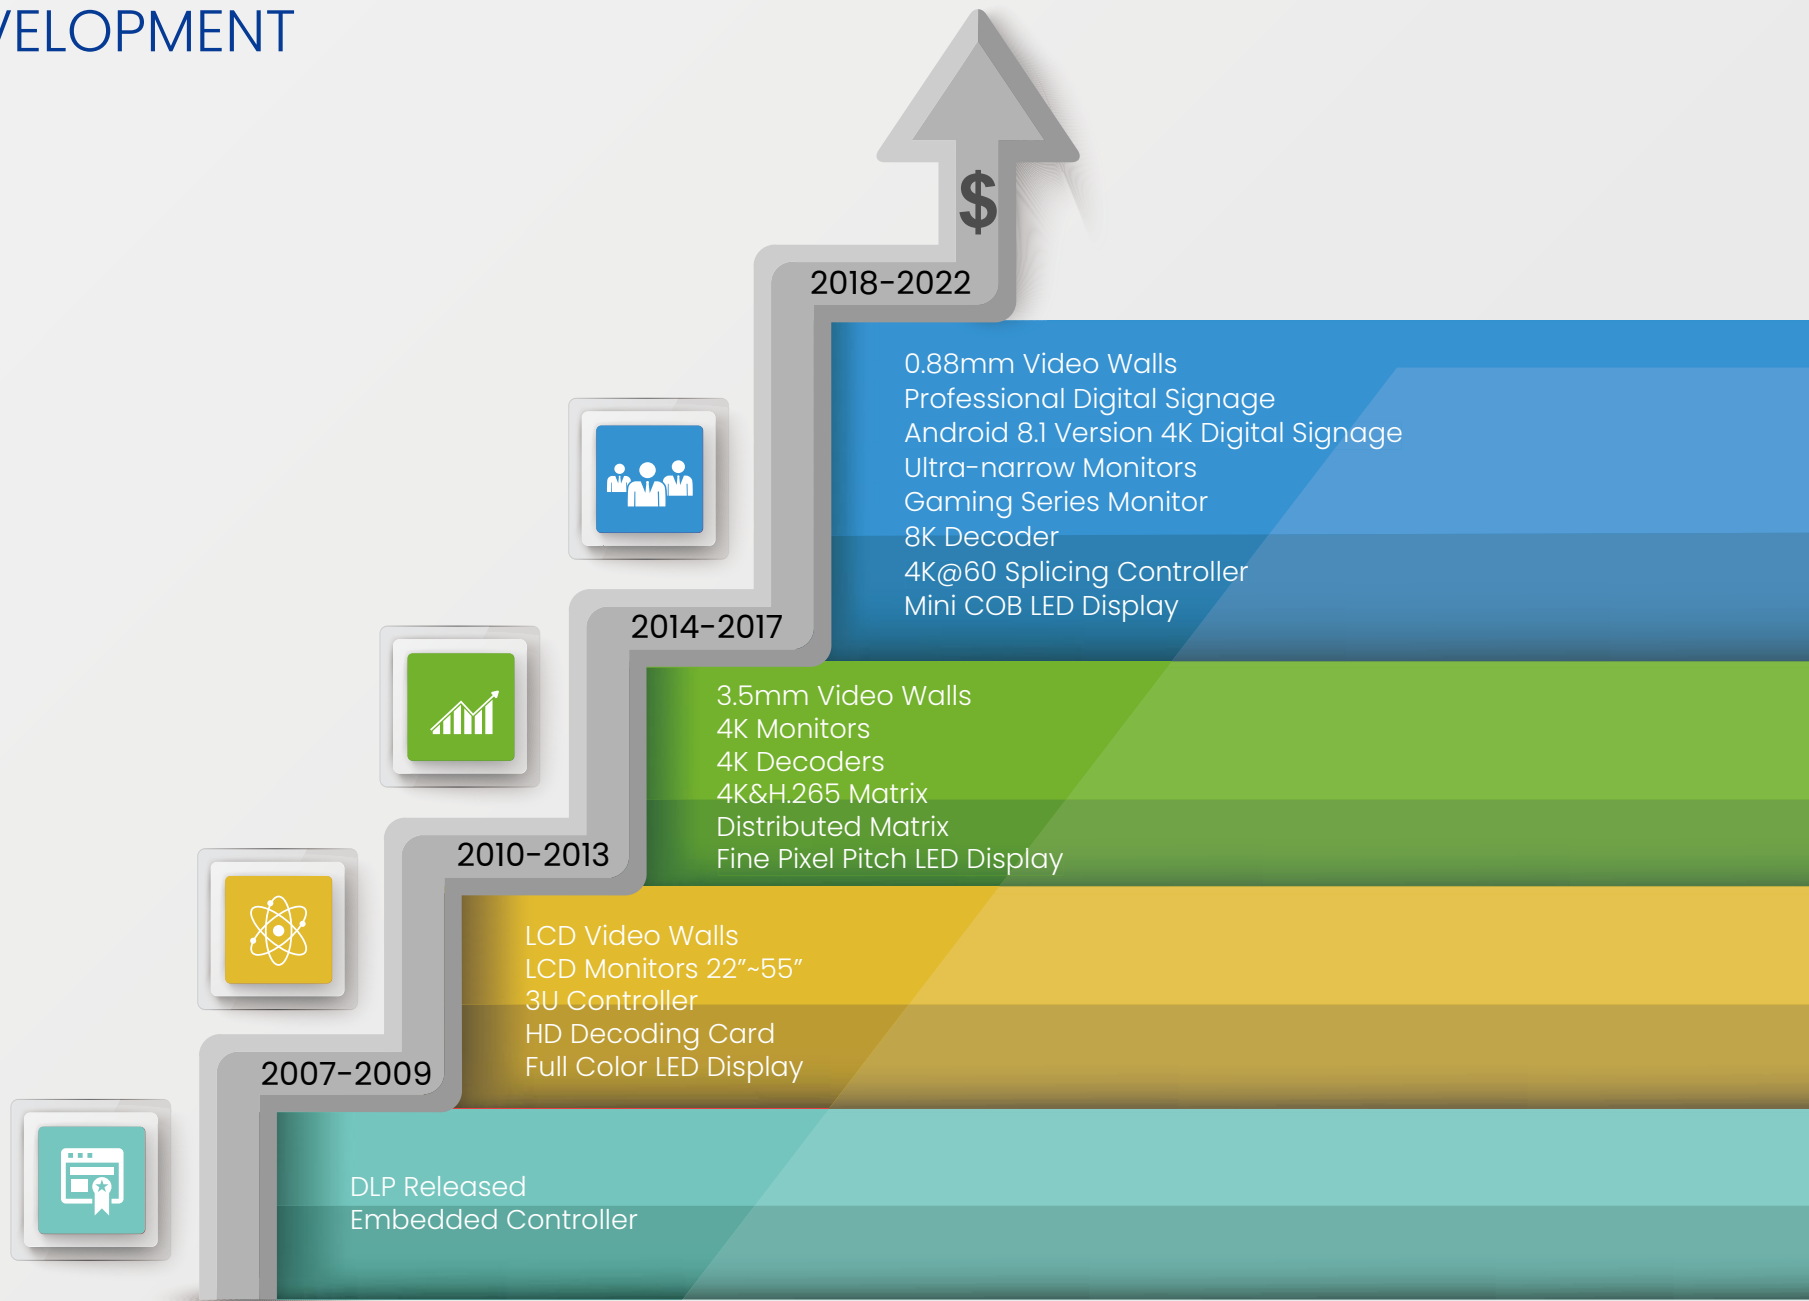 VELOPMENT
$
2018-2022
0.88mm Video Walls
Professional Digital Signage
Android 8.1 Version 4K Digital Signage
Ultra-narrow Monitors
Gaming Series Monitor
8K Decoder
4K@60 Splicing Controller
Mini COB LED Display
2014-2017
3.5mm Video Walls
4K Monitors
4K Decoders
4K&H.265 Matrix
Distributed Matrix
Fine Pixel Pitch LED Display
2010-2013
LCD Video Walls
LCD Monitors 22”~55”
3U Controller
HD Decoding Card
Full Color LED Display
2007-2009
DLP Released
Embedded Controller